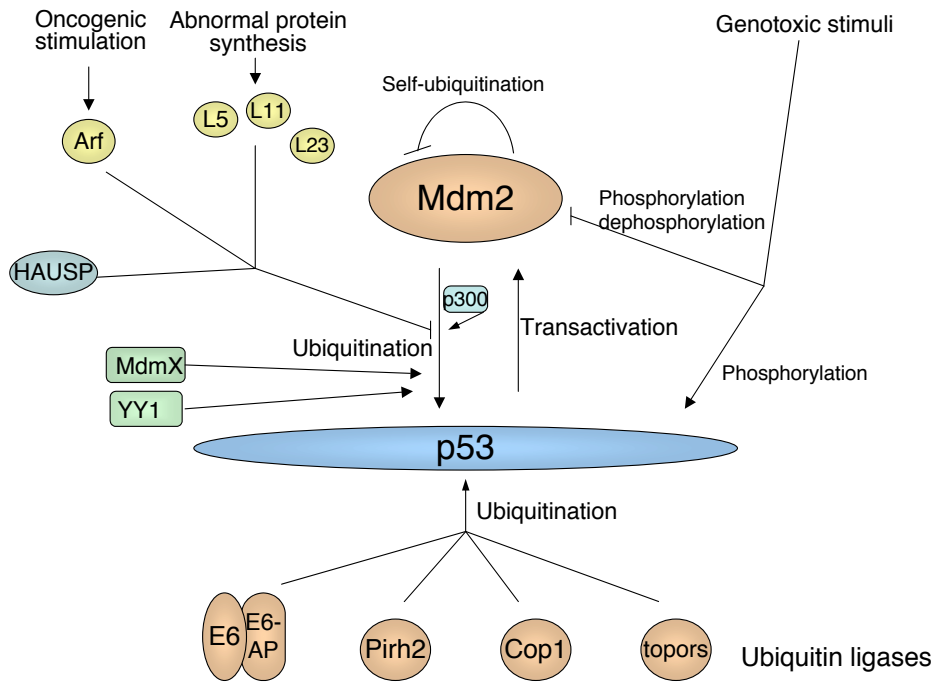 Oncogenic
stimulation
Abnormal protein
synthesis
Genotoxic stimuli
Self-ubiquitination
L5
L11
L23
Arf
Mdm2
Phosphorylation
dephosphorylation
HAUSP
p300
Transactivation
Ubiquitination
MdmX
Phosphorylation
YY1
p53
Ubiquitination
E6
E6-
AP
Pirh2
Cop1
topors
Ubiquitin ligases